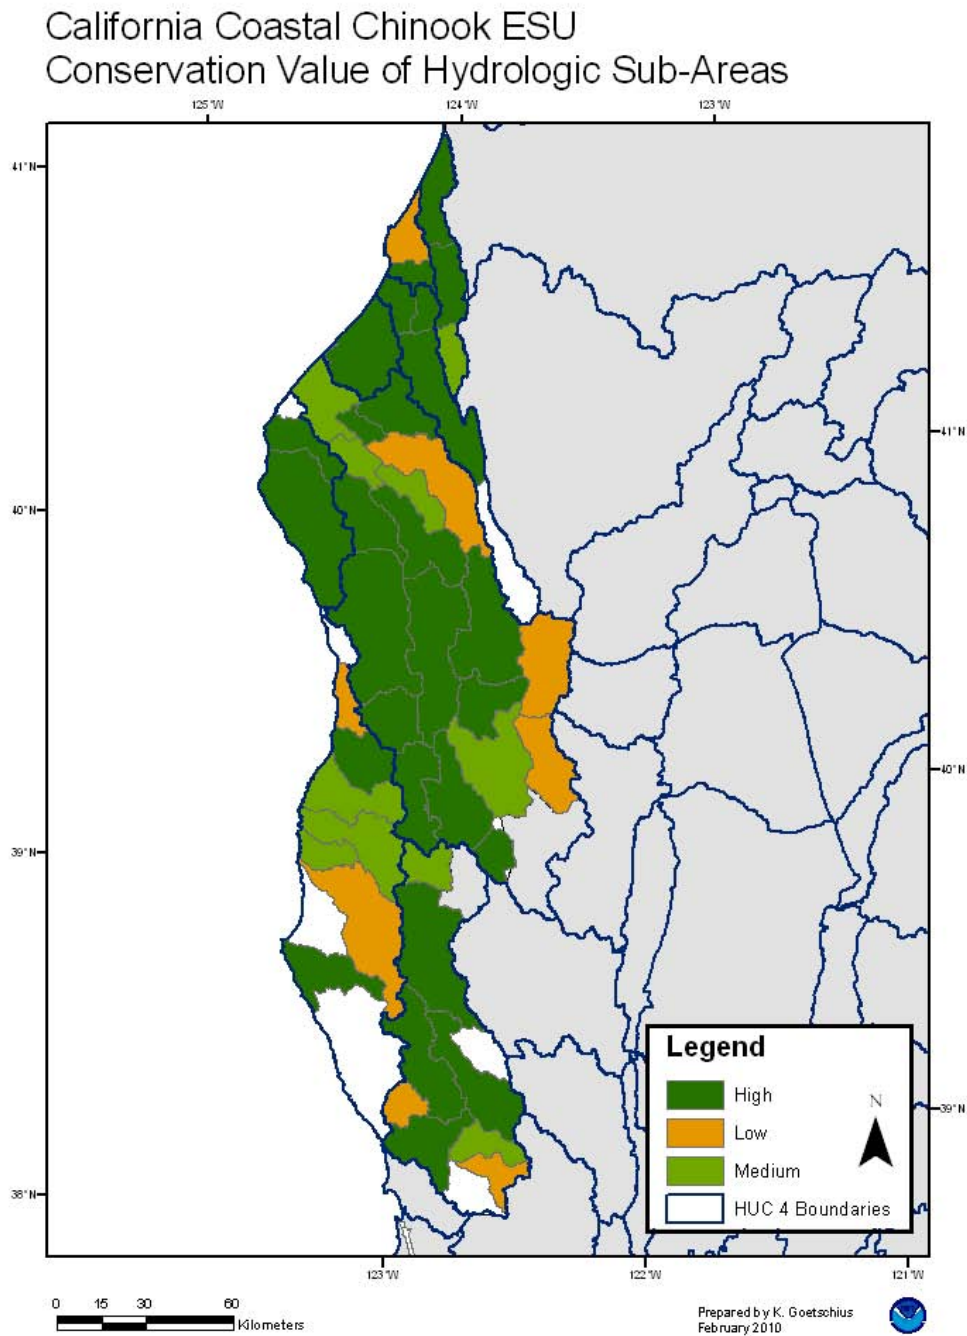 California Coastal Chinook ESU
Conservation Value of Hydrologic Sub-Areas
125°W
124°W
123°W
41°N
41°N
40°N
40°N
39°N
39°N
38°N
Legend
High
Low
Medium
HUC 4 Boundaries
N
123°W
122°W
121°W
0 15 30 60
Kilometers
Prepared by K. Goetschius
February 2010